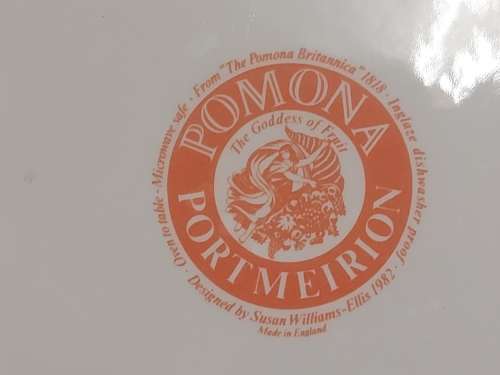 From "The Pomona Britannica" 1818 · Inglaze dishwasher proof · Designed by Susan Williams-Ellis 1982 · Oven to table - Microwave safe ·
POMONA
The Goddess of Fruit
PORTMEIRION
Made in England